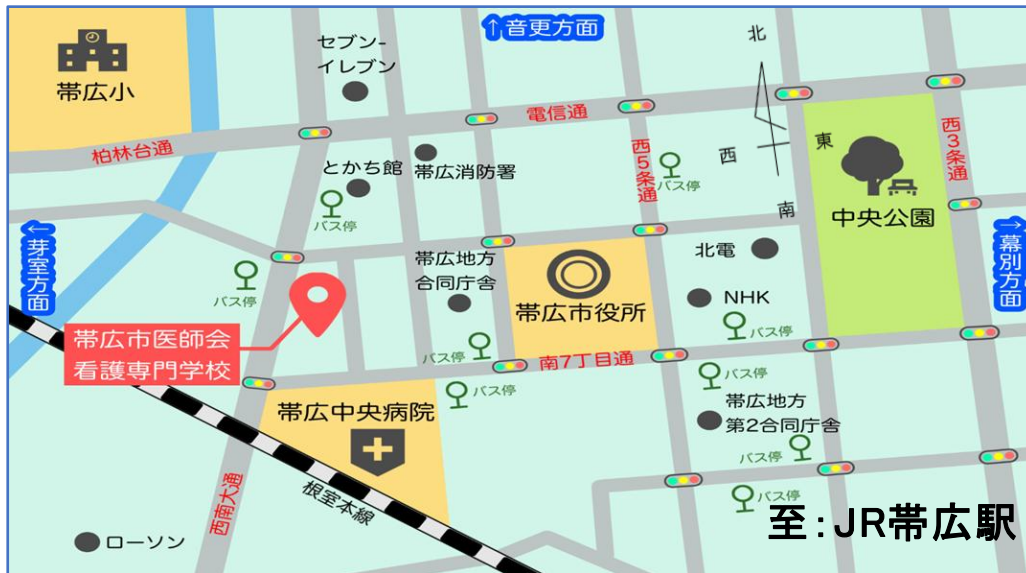 ↑音更方面
セブン-
イレブン
北
帯広小
電信通
柏林台通
とかち館
帯広消防署
西5条通
西
東
西3条通
バス停
バス停
南
中央公園
←芽室方面
バス停
帯広地方
合同庁舎
北電
→幕別方面
帯広市役所
NHK
帯広市医師会
看護専門学校
バス停
バス停
南7丁目通
バス停
バス停
帯広中央病院
帯広地方
第2合同庁舎
バス停
西南大通
根室本線
バス停
ローソン
至:JR帯広駅